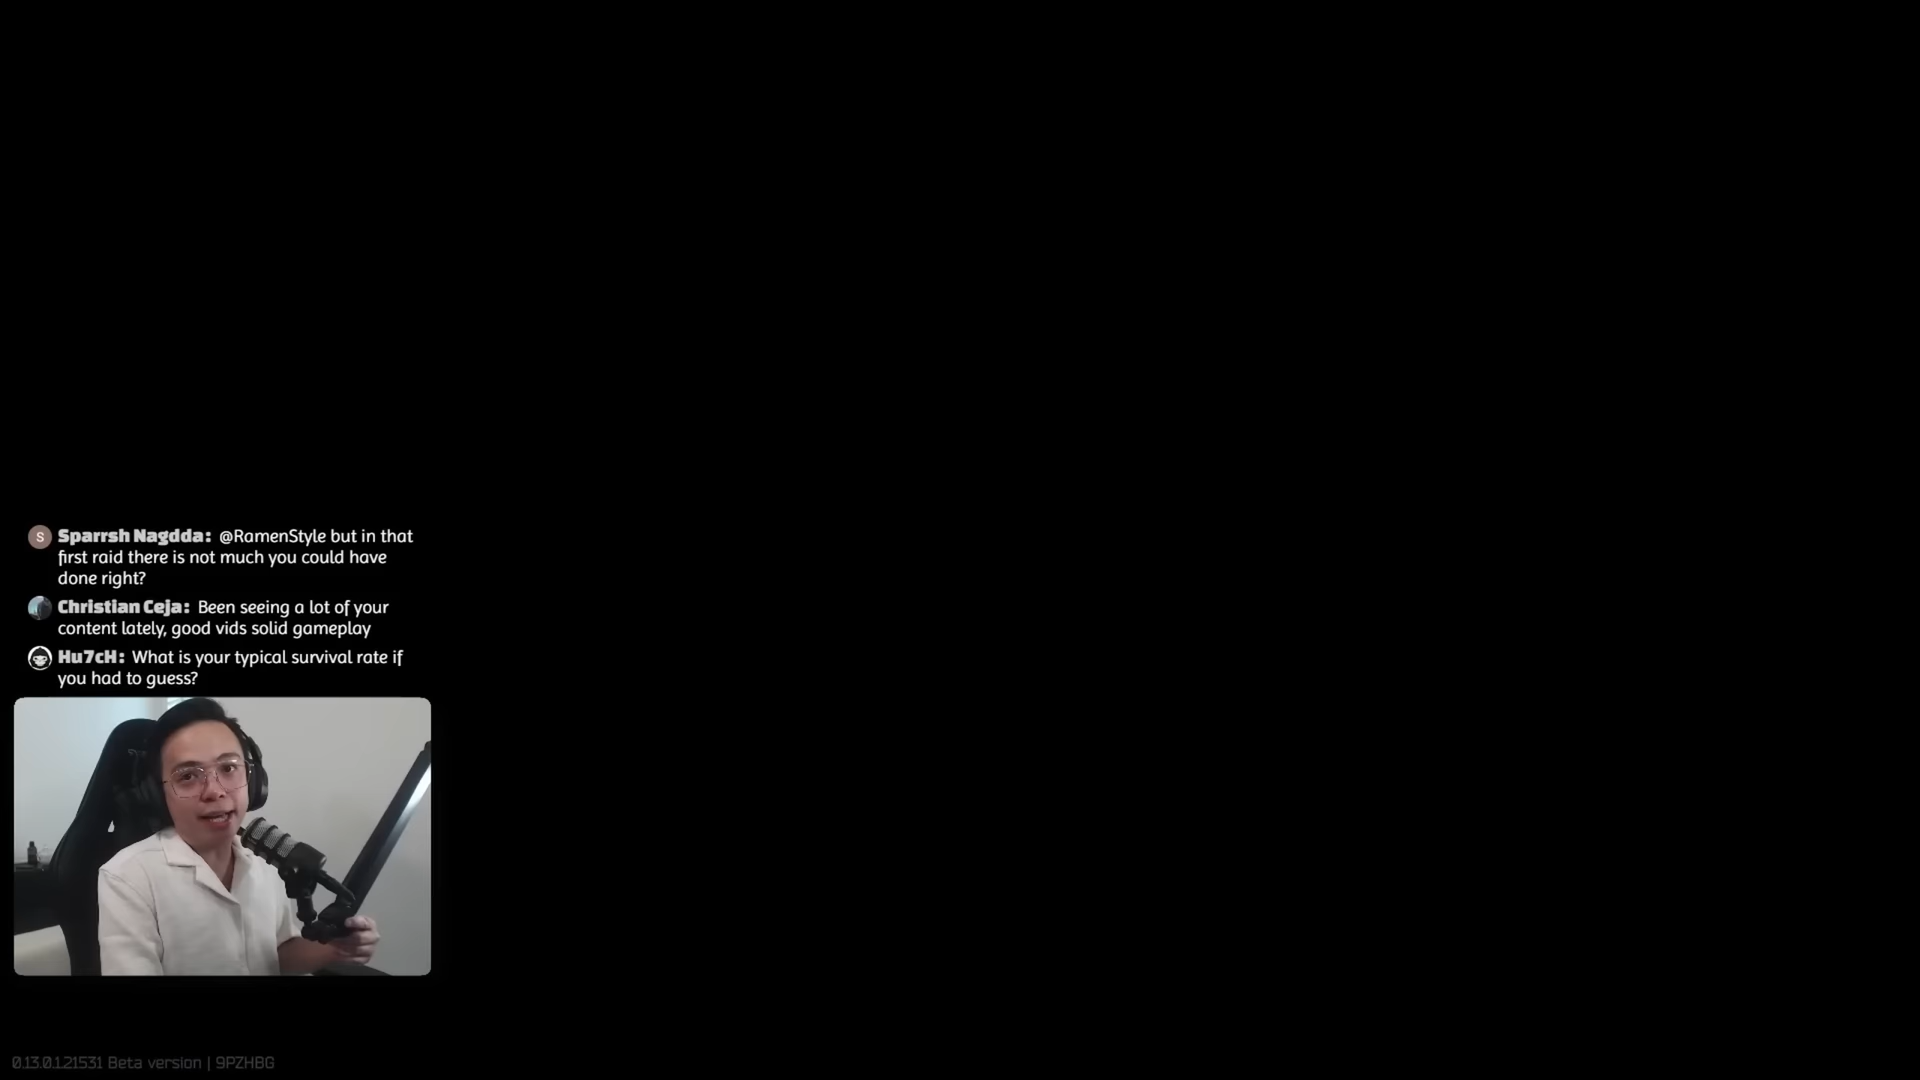 S
Sparrsh Nagdda: @RamenStyle but in that
first raid there is not much you could have
done right?
Christian Ceja: Been seeing a lot of your
content lately, good vids solid gameplay
Hu7cH: What is your typical survival rate if
you had to guess?
0.13.0.1.21531 Beta version | 9PZHBG